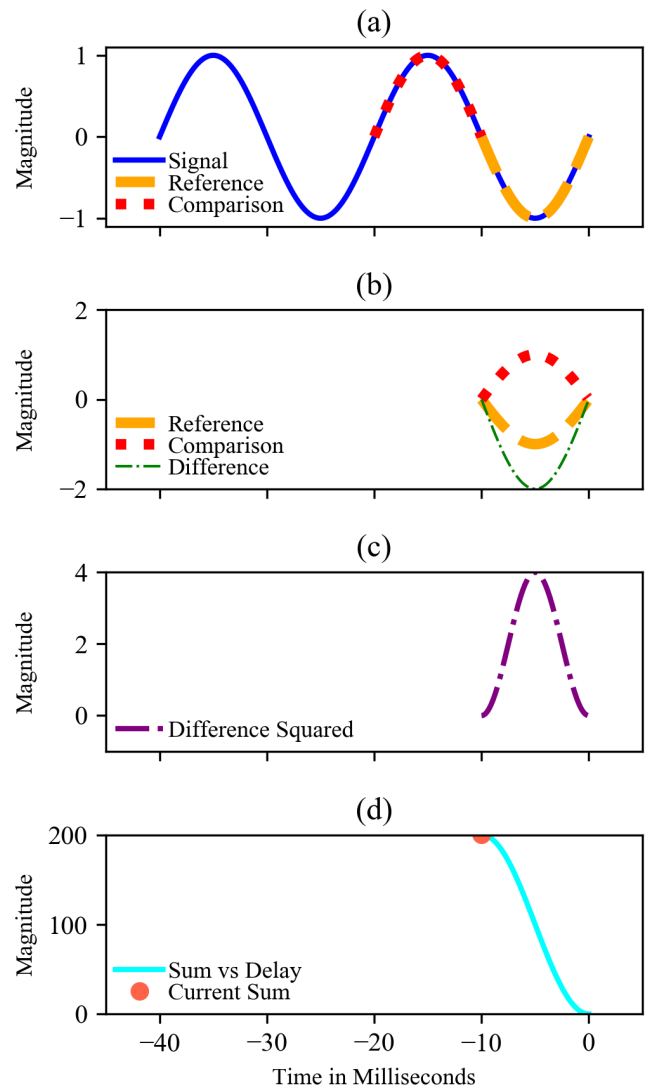 (a)
1
0
−1
Magnitude
Signal
Reference
Comparison
(b)
2
0
−2
Magnitude
Reference
Comparison
Difference
(c)
4
2
0
Magnitude
Difference Squared
(d)
200
100
0
Magnitude
Sum vs Delay
Current Sum
−40 −30 −20 −10 0
Time in Milliseconds